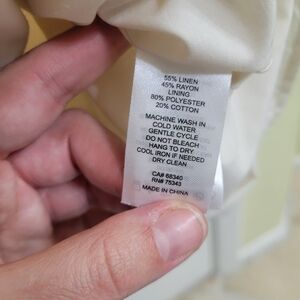 55% LINEN
45% RAYON
LINING
80% POLYESTER
20% COTTON
MACHINE WASH IN
COLD WATER
GENTLE CYCLE
DO NOT BLEACH
HANG TO DRY
COOL IRON IF NEEDED
DRY CLEAN
CA# 68340
RN# 75343
MADE IN CHINA